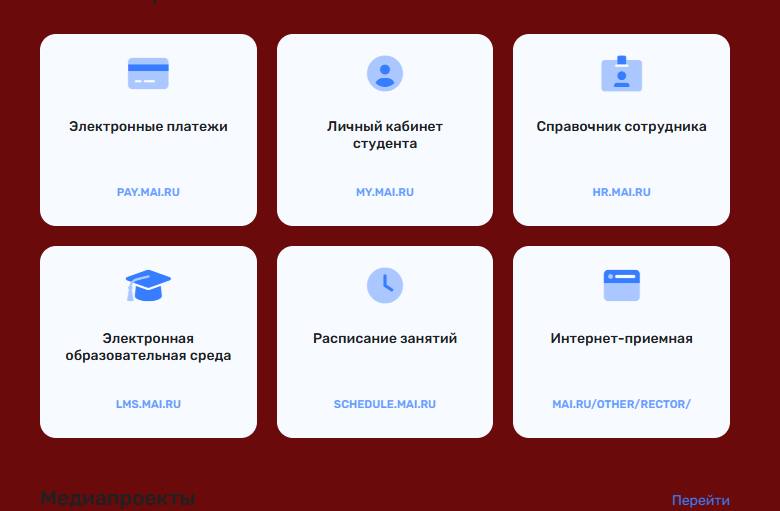 Электронные платежи
PAY.MAI.RU
Личный кабинет
студента
MY.MAI.RU
Справочник сотрудника
HR.MAI.RU
Электронная
образовательная среда
LMS.MAI.RU
Расписание занятий
SCHEDULE.MAI.RU
Интернет-приемная
MAI.RU/OTHER/RECTOR/
Медиапроекты
Перейти